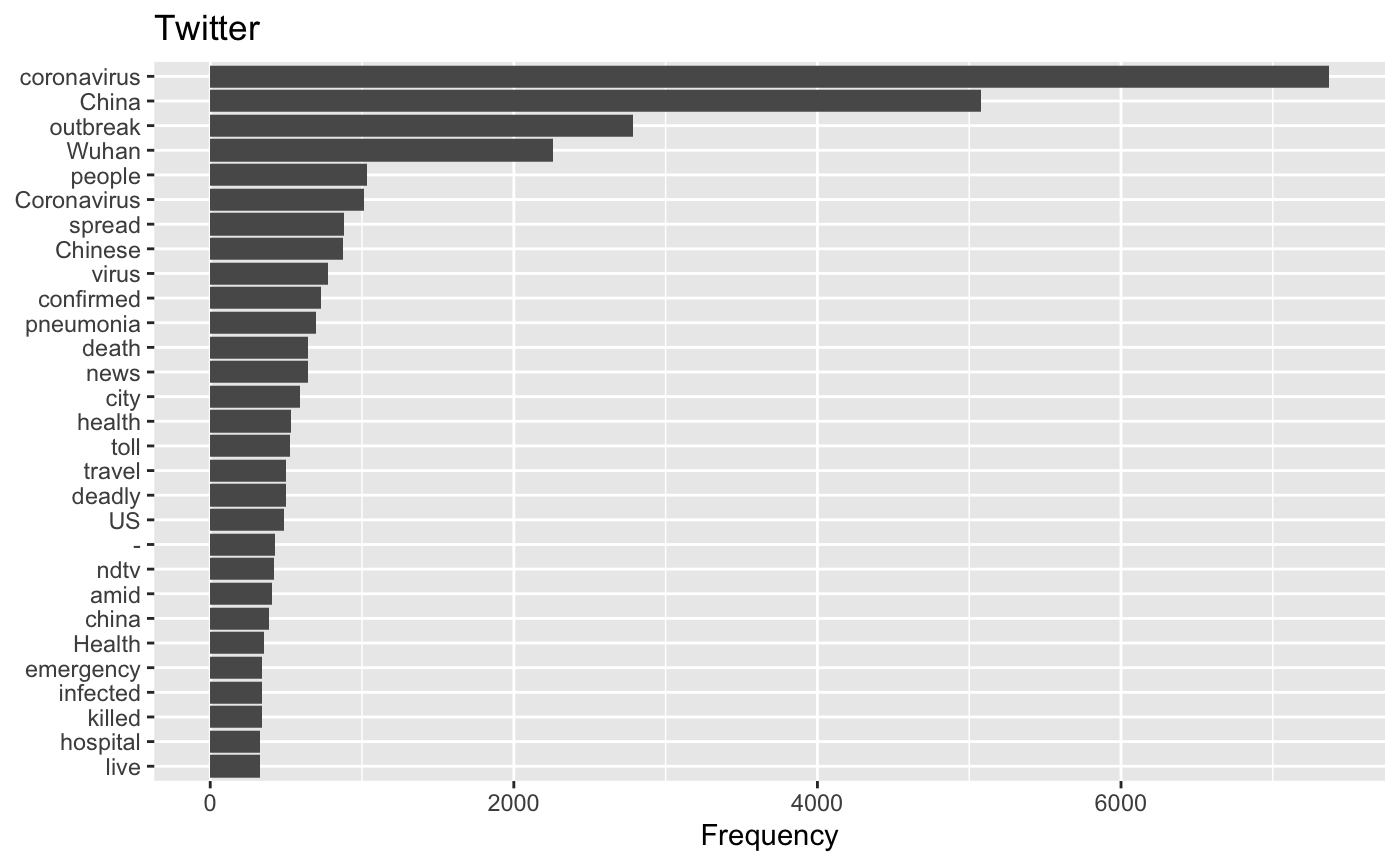 Twitter
coronavirus
China
outbreak
Wuhan
people
Coronavirus
spread
Chinese
virus
confirmed
pneumonia
death
news
city
health
toll
travel
deadly
US
-
ndtv
amid
china
Health
emergency
infected
killed
hospital
live
0 2000 4000 6000
Frequency